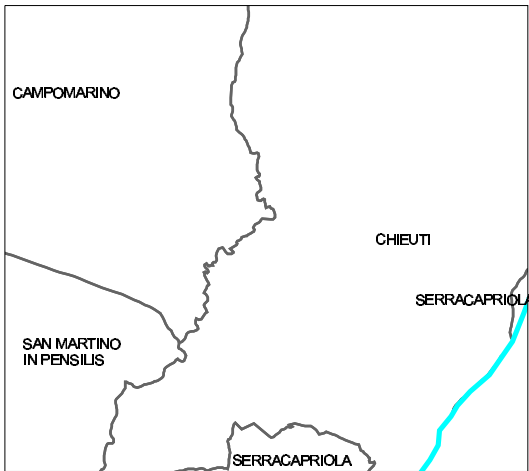 CAMPOMARINO
CHIEUTI
SERRACAPRIOLA
SAN MARTINO
IN PENSILIS
SERRACAPRIOLA